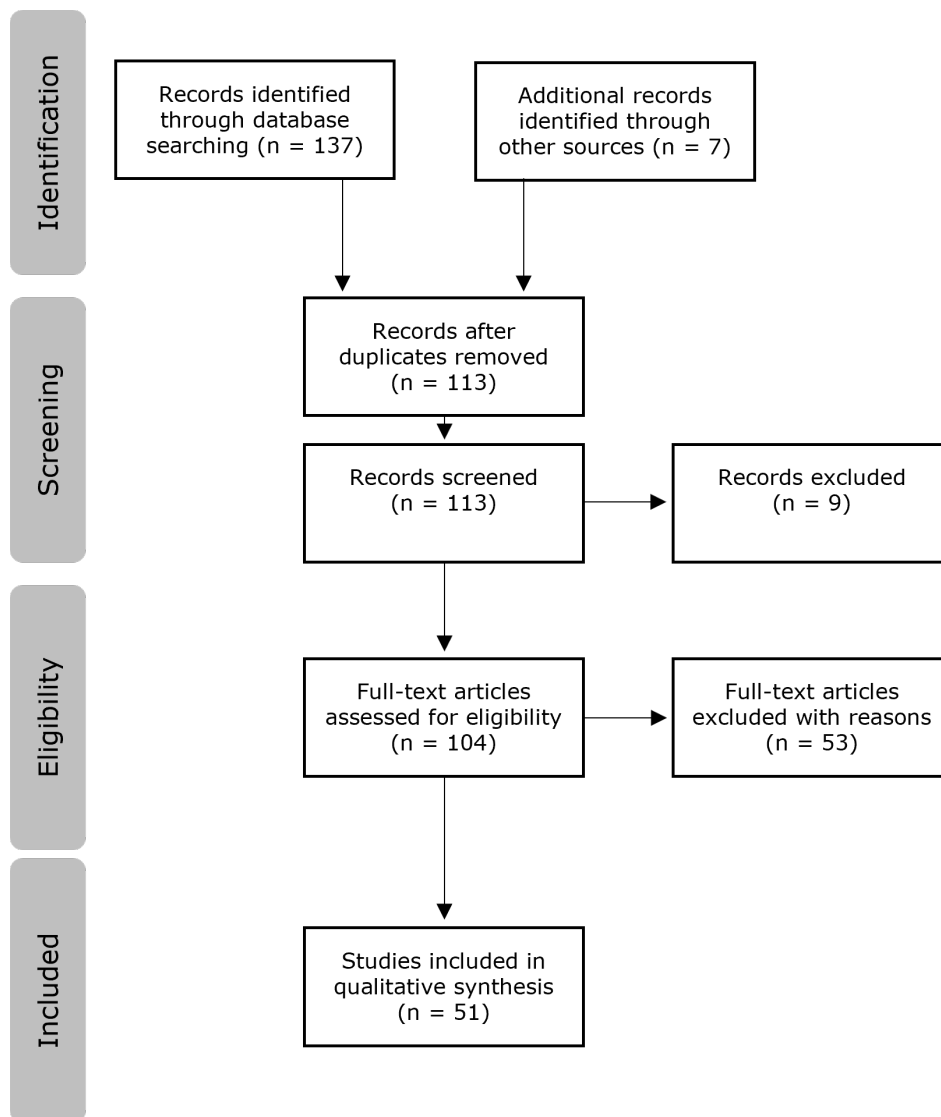 Identification
Records identified
through database
searching (n = 137)
Additional records
identified through
other sources (n = 7)
Screening
Records after
duplicates removed
(n = 113)
Records screened
(n = 113)
Records excluded
(n = 9)
Eligibility
Full-text articles
assessed for eligibility
(n = 104)
Full-text articles
excluded with reasons
(n = 53)
Included
Studies included in
qualitative synthesis
(n = 51)